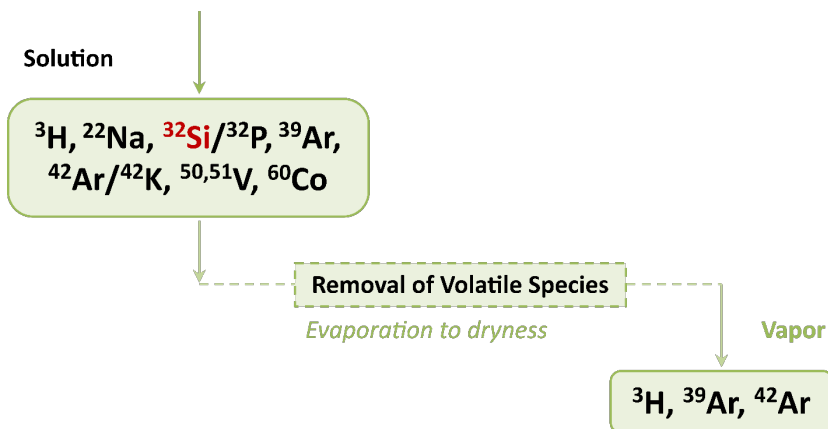 Solution
³H, ²²Na, ³²Si/³²P, ³⁹Ar,
⁴²Ar/⁴²K, ⁵⁰,⁵¹V, ⁶⁰Co
Removal of Volatile Species
Evaporation to dryness
Vapor
³H, ³⁹Ar, ⁴²Ar